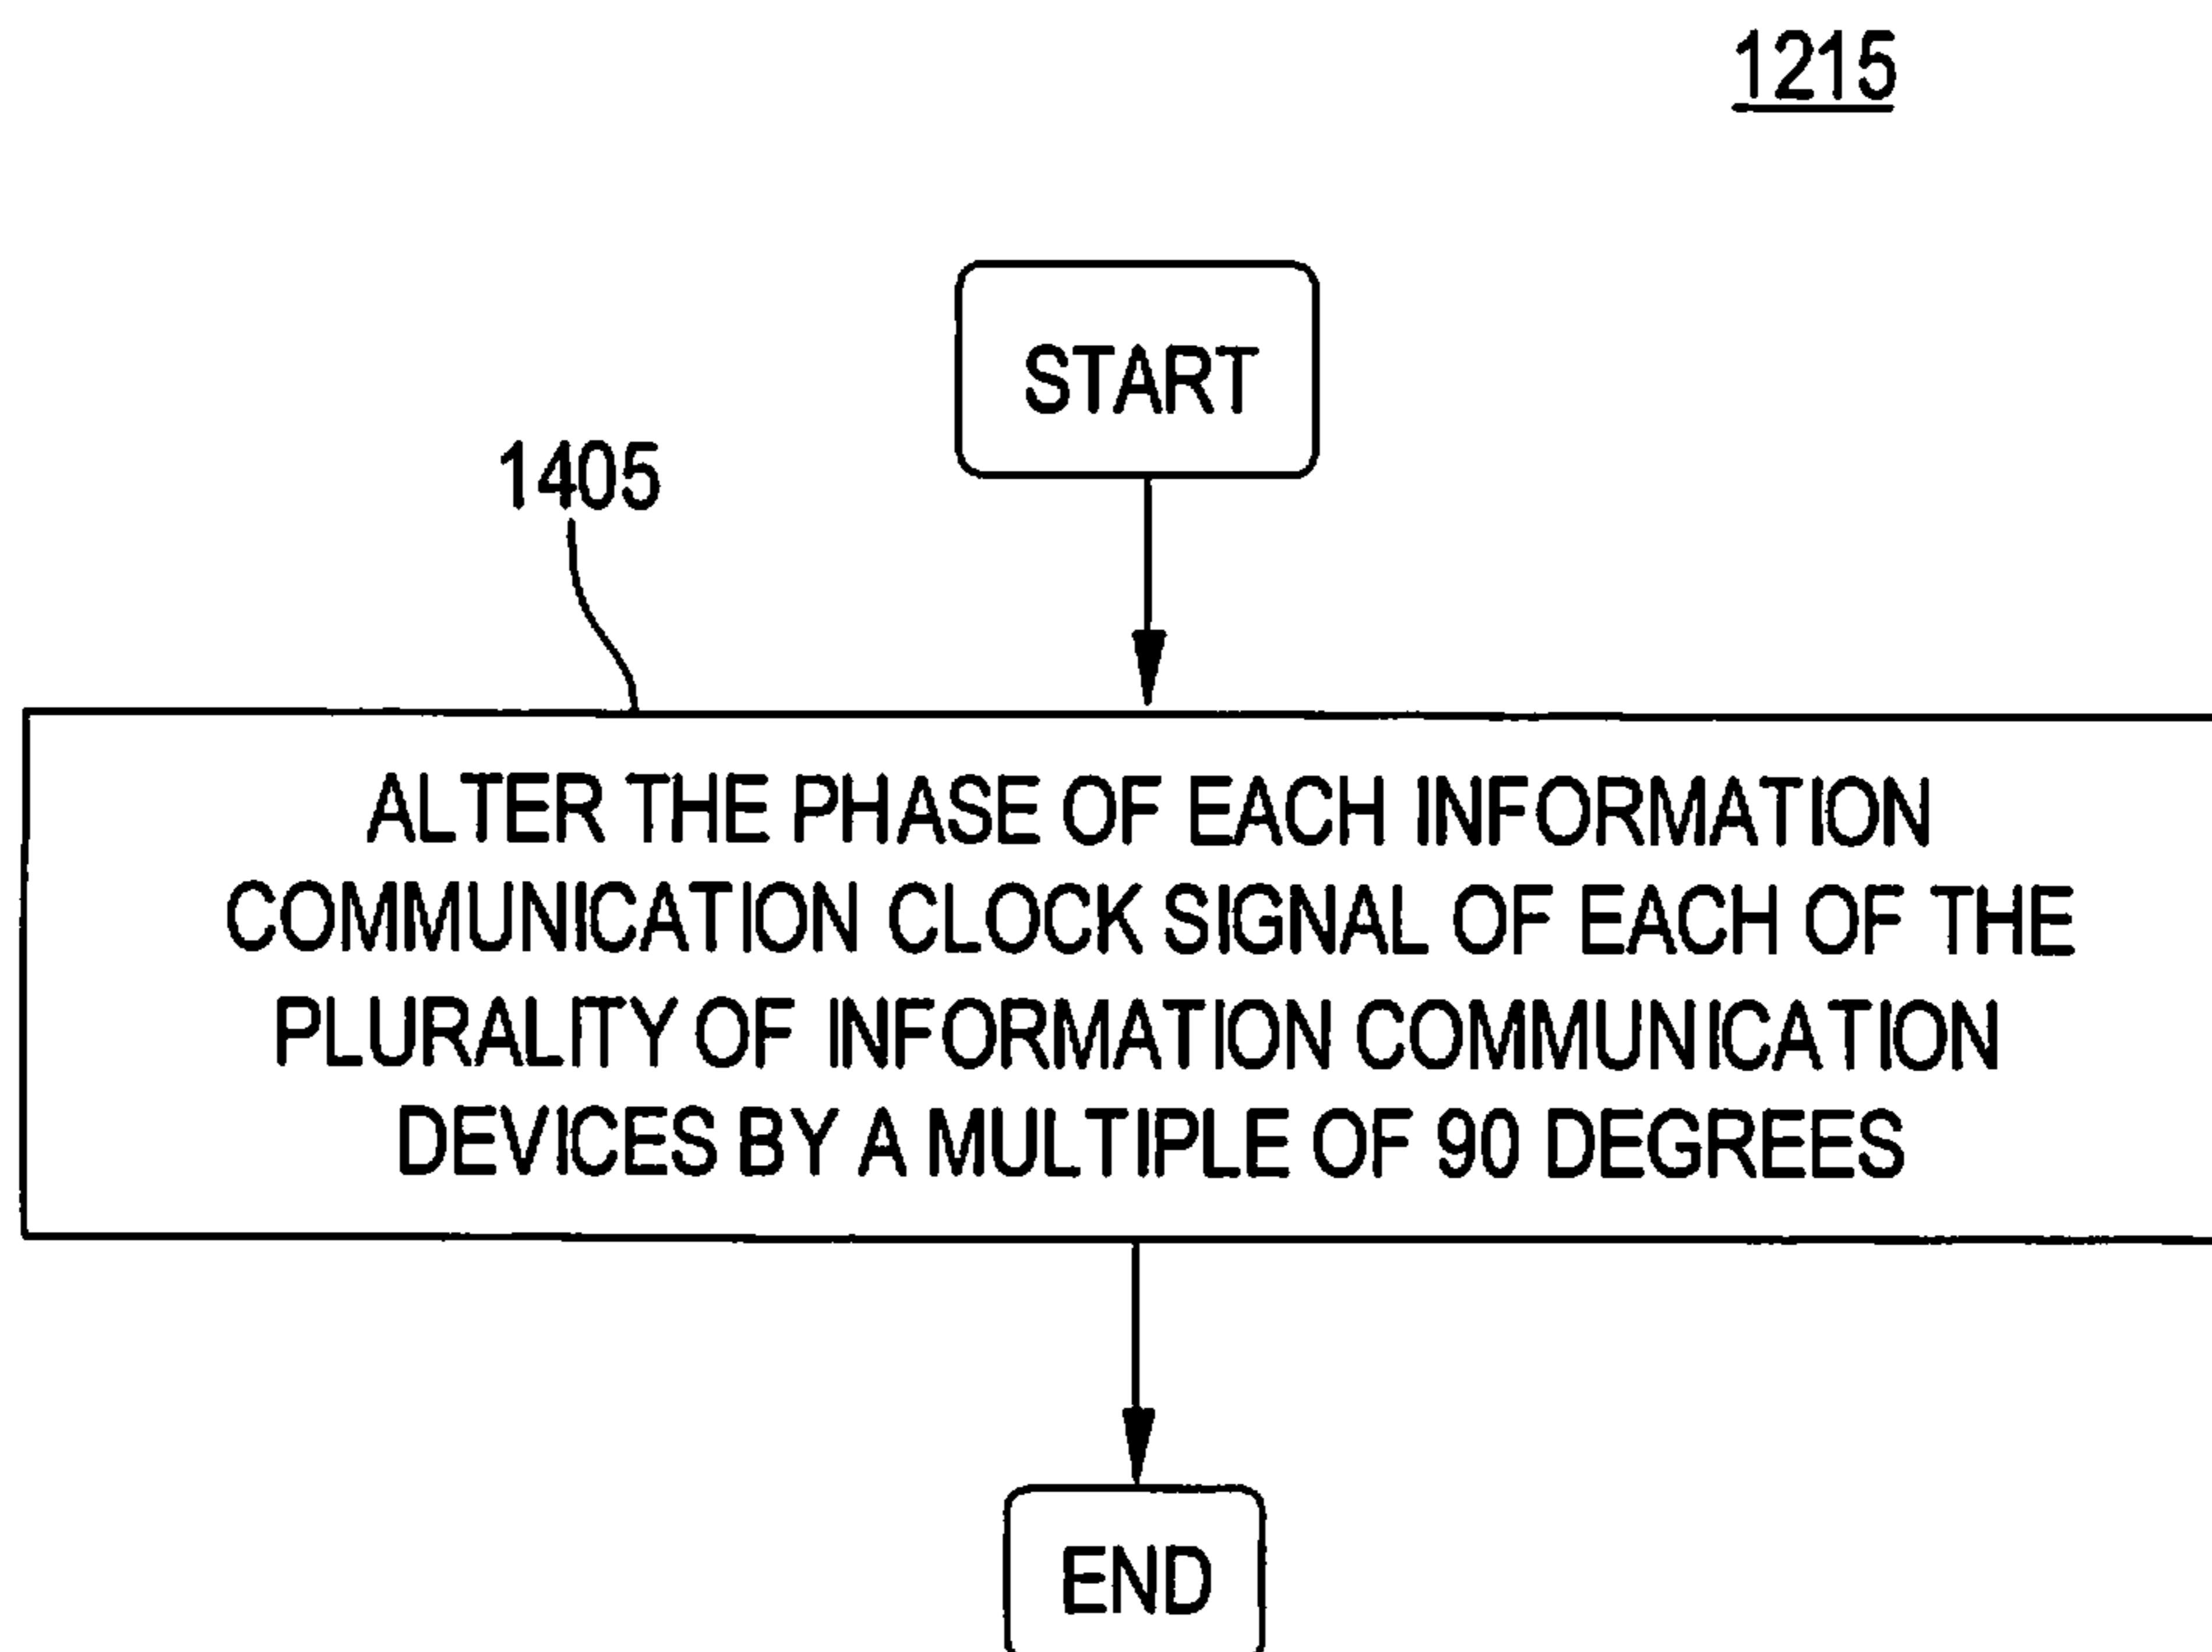 1215
START
1405
ALTER THE PHASE OF EACH INFORMATION
COMMUNICATION CLOCK SIGNAL OF EACH OF THE
PLURALITY OF INFORMATION COMMUNICATION
DEVICES BY A MULTIPLE OF 90 DEGREES
END